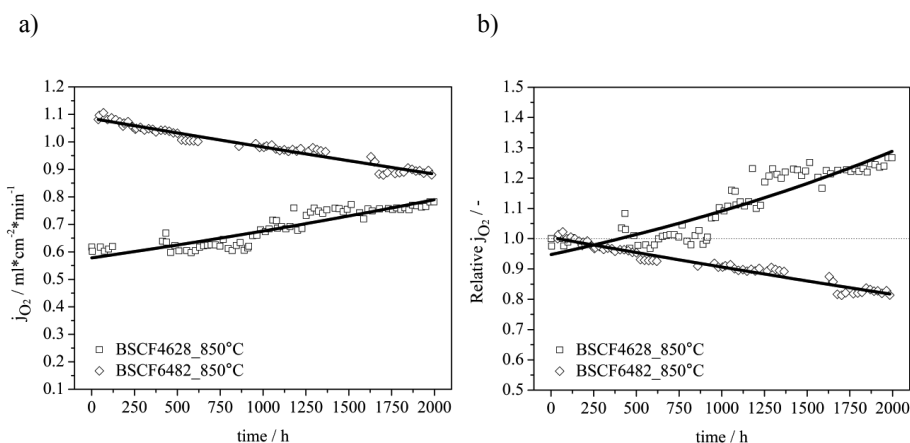 a)
1.2
1.1
1.0
0.9
0.8
0.7
0.6
0.5
0.4
0.3
0.2
0.1
j_O2 / ml*cm^-2*min^-1
BSCF4628_850°C
BSCF6482_850°C
0 250 500 750 1000 1250 1500 1750 2000
time / h
b)
1.5
1.4
1.3
1.2
1.1
1.0
0.9
0.8
0.7
0.6
0.5
Relative j_O2 / -
BSCF4628_850°C
BSCF6482_850°C
0 250 500 750 1000 1250 1500 1750 2000
time / h